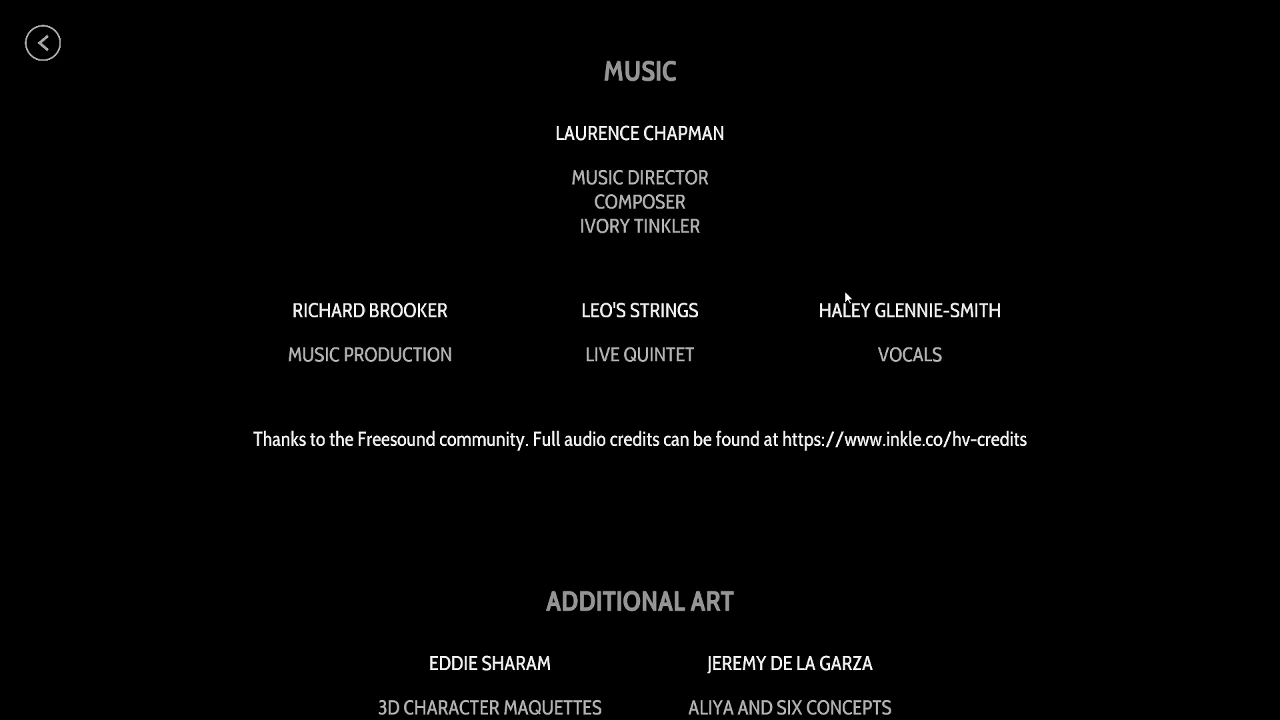 MUSIC
LAURENCE CHAPMAN
MUSIC DIRECTOR
COMPOSER
IVORY TINKLER
RICHARD BROOKER LEO'S STRINGS HALEY GLENNIE-SMITH
MUSIC PRODUCTION LIVE QUINTET VOCALS
Thanks to the Freesound community. Full audio credits can be found at https://www.inkle.co/hv-credits
ADDITIONAL ART
EDDIE SHARAM JEREMY DE LA GARZA
3D CHARACTER MAQUETTES ALIYA AND SIX CONCEPTS